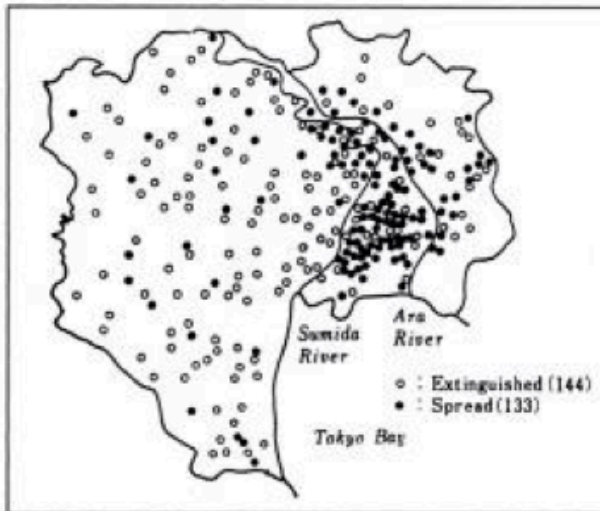 Sumida
River
Ara
River
○ : Extinguished (144)
● : Spread (133)
Tokyo Bay